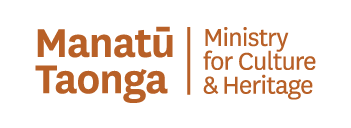 Manatū
Taonga
Ministry
for Culture
& Heritage